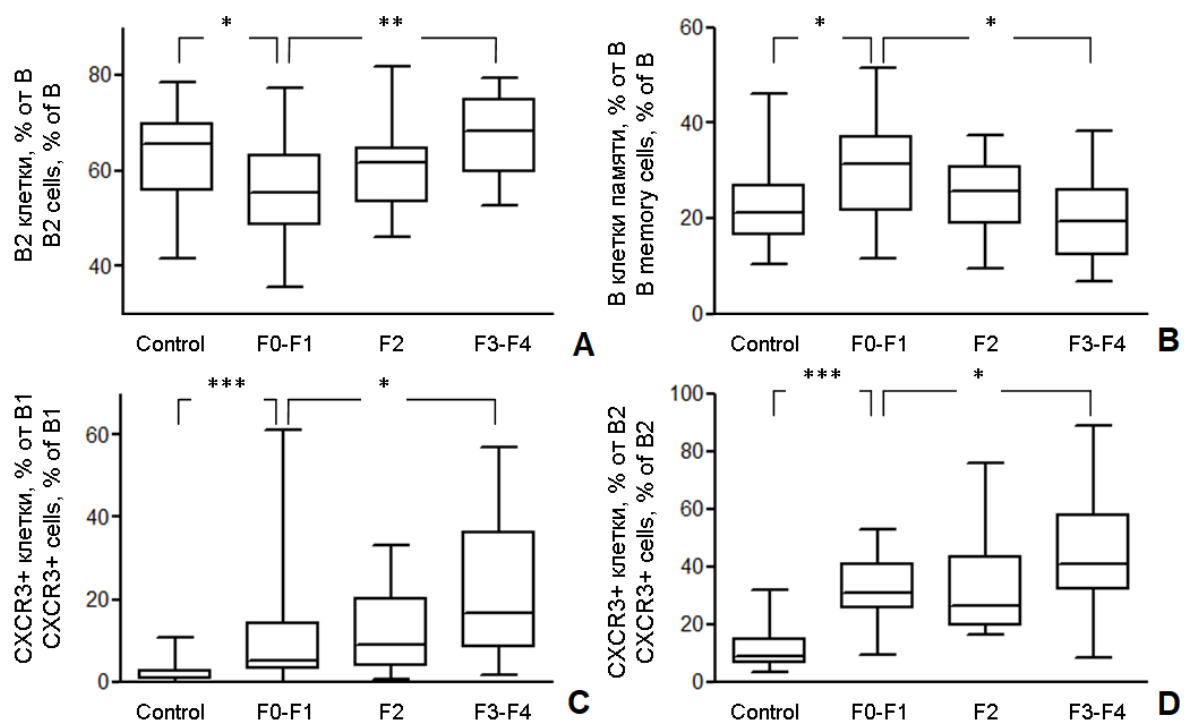 * **
B2 клетки, % от B
B2 cells, % of B
80
60
40
Control F0-F1 F2 F3-F4
A
* *
B клетки памяти, % от B
B memory cells, % of B
60
40
20
0
Control F0-F1 F2 F3-F4
B
*** *
CXCR3+ клетки, % от B1
CXCR3+ cells, % of B1
60
40
20
0
Control F0-F1 F2 F3-F4
C
*** *
CXCR3+ клетки, % от B2
CXCR3+ cells, % of B2
100
80
60
40
20
0
Control F0-F1 F2 F3-F4
D